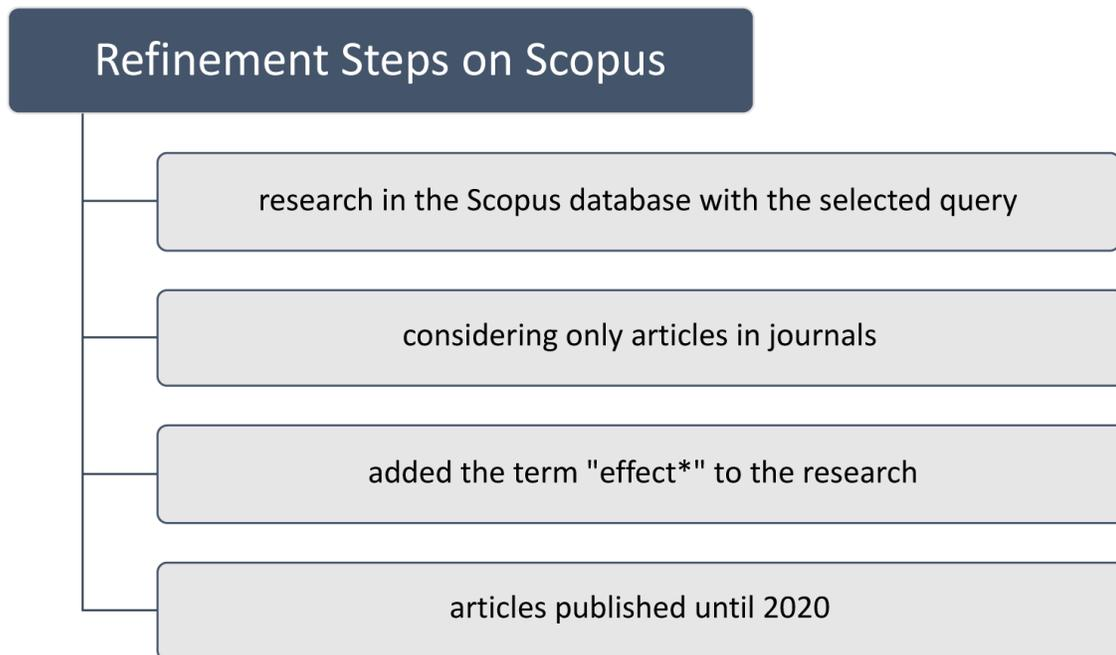 Refinement Steps on Scopus
research in the Scopus database with the selected query
considering only articles in journals
added the term "effect*" to the research
articles published until 2020